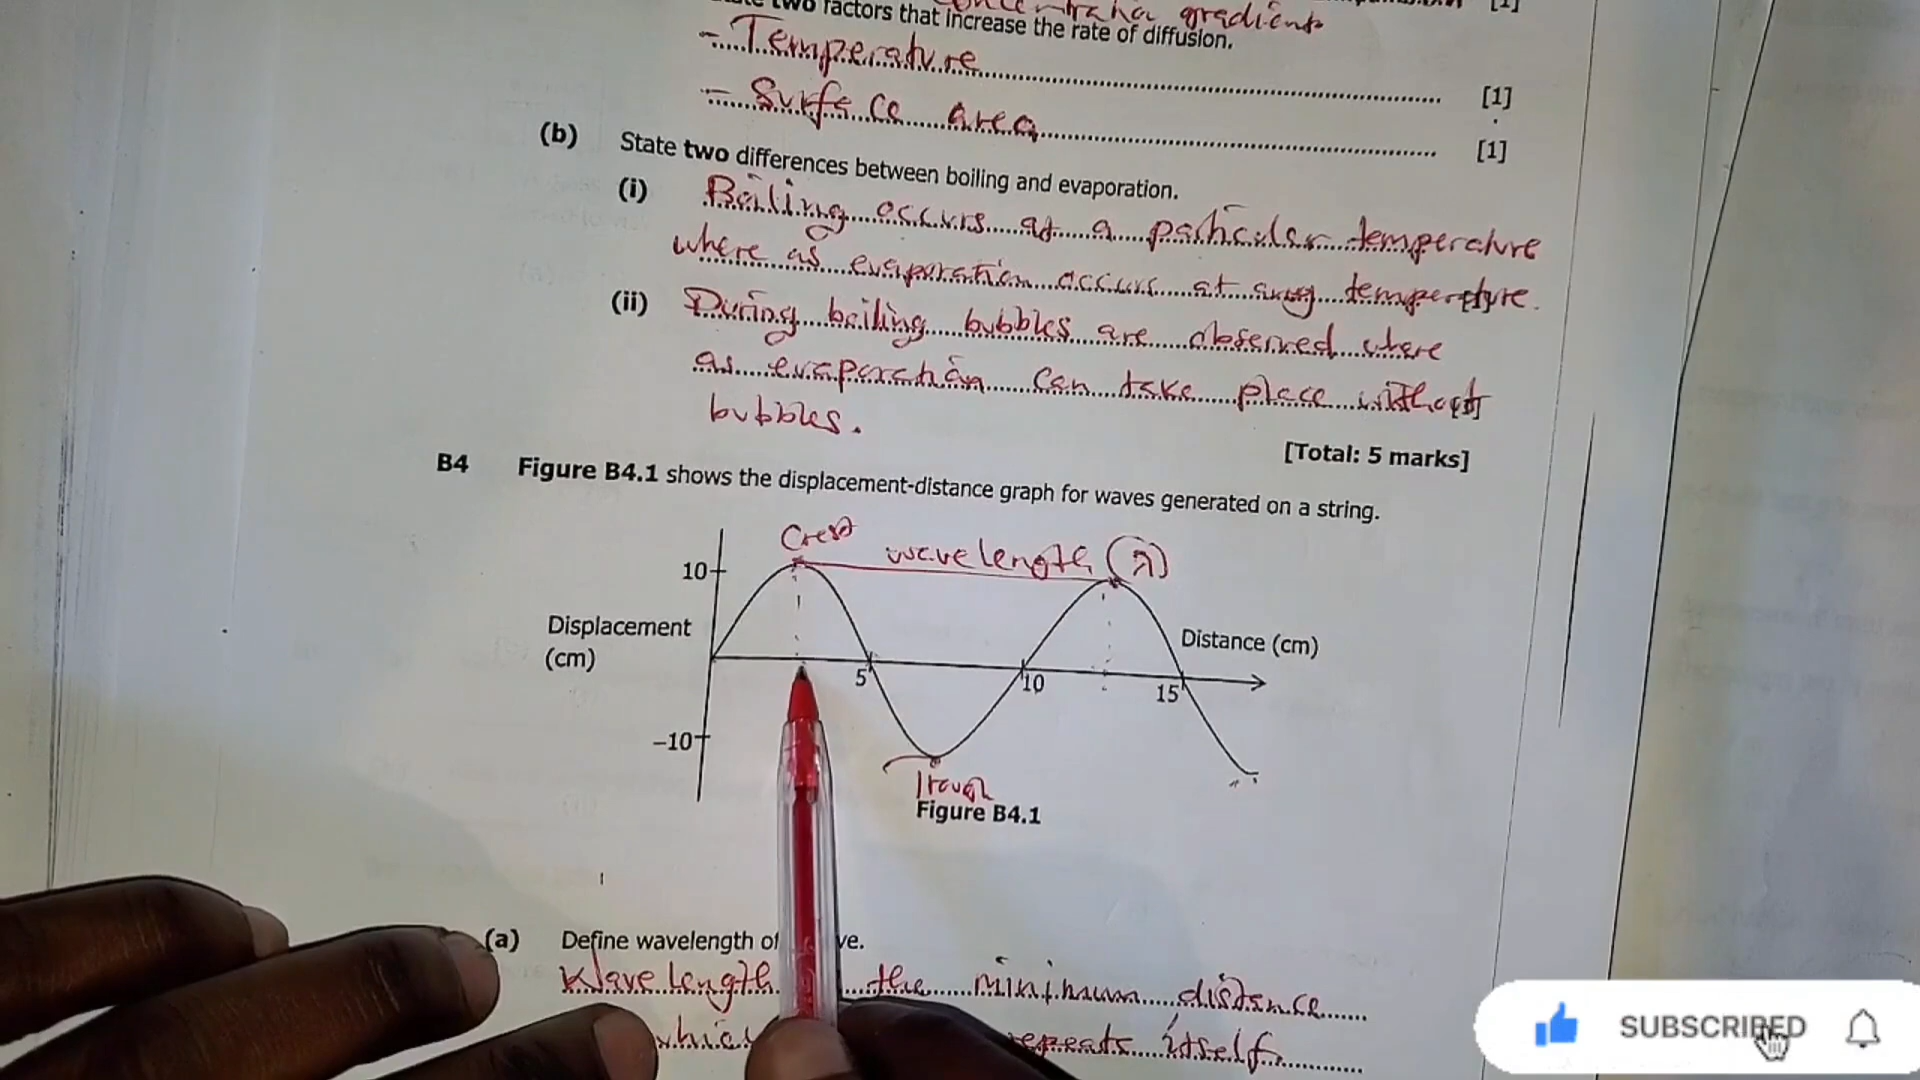 two factors that increase the rate of diffusion.
gradient
[1]
- Temperature [1]
- Surface area [1]
(b) State two differences between boiling and evaporation.
(i) Boiling occurs at a particular temperature
where as evaporation occurs at any temperature.
(ii) During boiling bubbles are observed where
as evaporation can take place without
bubbles.
[Total: 5 marks]
B4 Figure B4.1 shows the displacement-distance graph for waves generated on a string.
Crest
wavelength (λ)
10
Displacement
(cm)
Distance (cm)
5
10
15
-10
Trough
Figure B4.1
(a) Define wavelength of
Wavelength the minimum distance
repeats itself
SUBSCRIBED